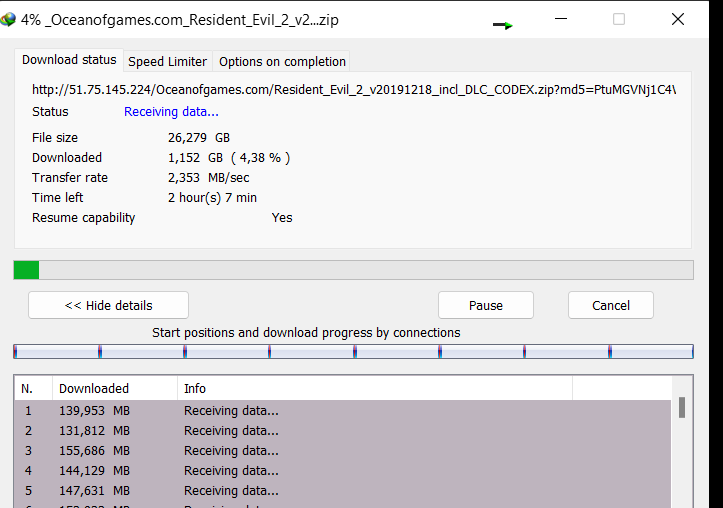 4% _Oceanofgames.com_Resident_Evil_2_v2...zip
Download status Speed Limiter Options on completion
http://51.75.145.224/Oceanofgames.com/Resident_Evil_2_v20191218_incl_DLC_CODEX.zip?md5=PtuMGVNj1C4\
Status Receiving data...
File size 26,279 GB
Downloaded 1,152 GB ( 4,38 % )
Transfer rate 2,353 MB/sec
Time left 2 hour(s) 7 min
Resume capability Yes
<< Hide details Pause Cancel
Start positions and download progress by connections
N. Downloaded Info
1 139,953 MB Receiving data...
2 131,812 MB Receiving data...
3 155,686 MB Receiving data...
4 144,129 MB Receiving data...
5 147,631 MB Receiving data...